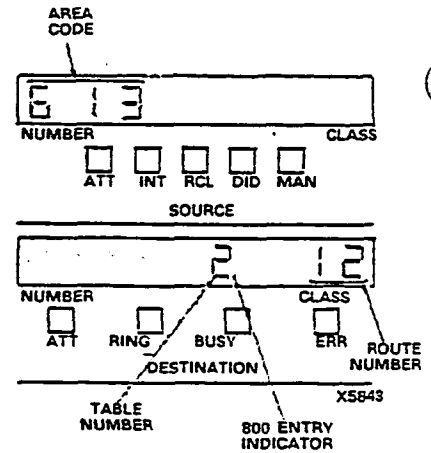 AREA
CODE
613
NUMBER CLASS
ATT INT RCL DID MAN
SOURCE
2 12
NUMBER CLASS
ATT RING BUSY ERR
DESTINATION
ROUTE
NUMBER
TABLE
NUMBER
800 ENTRY
INDICATOR
X5843